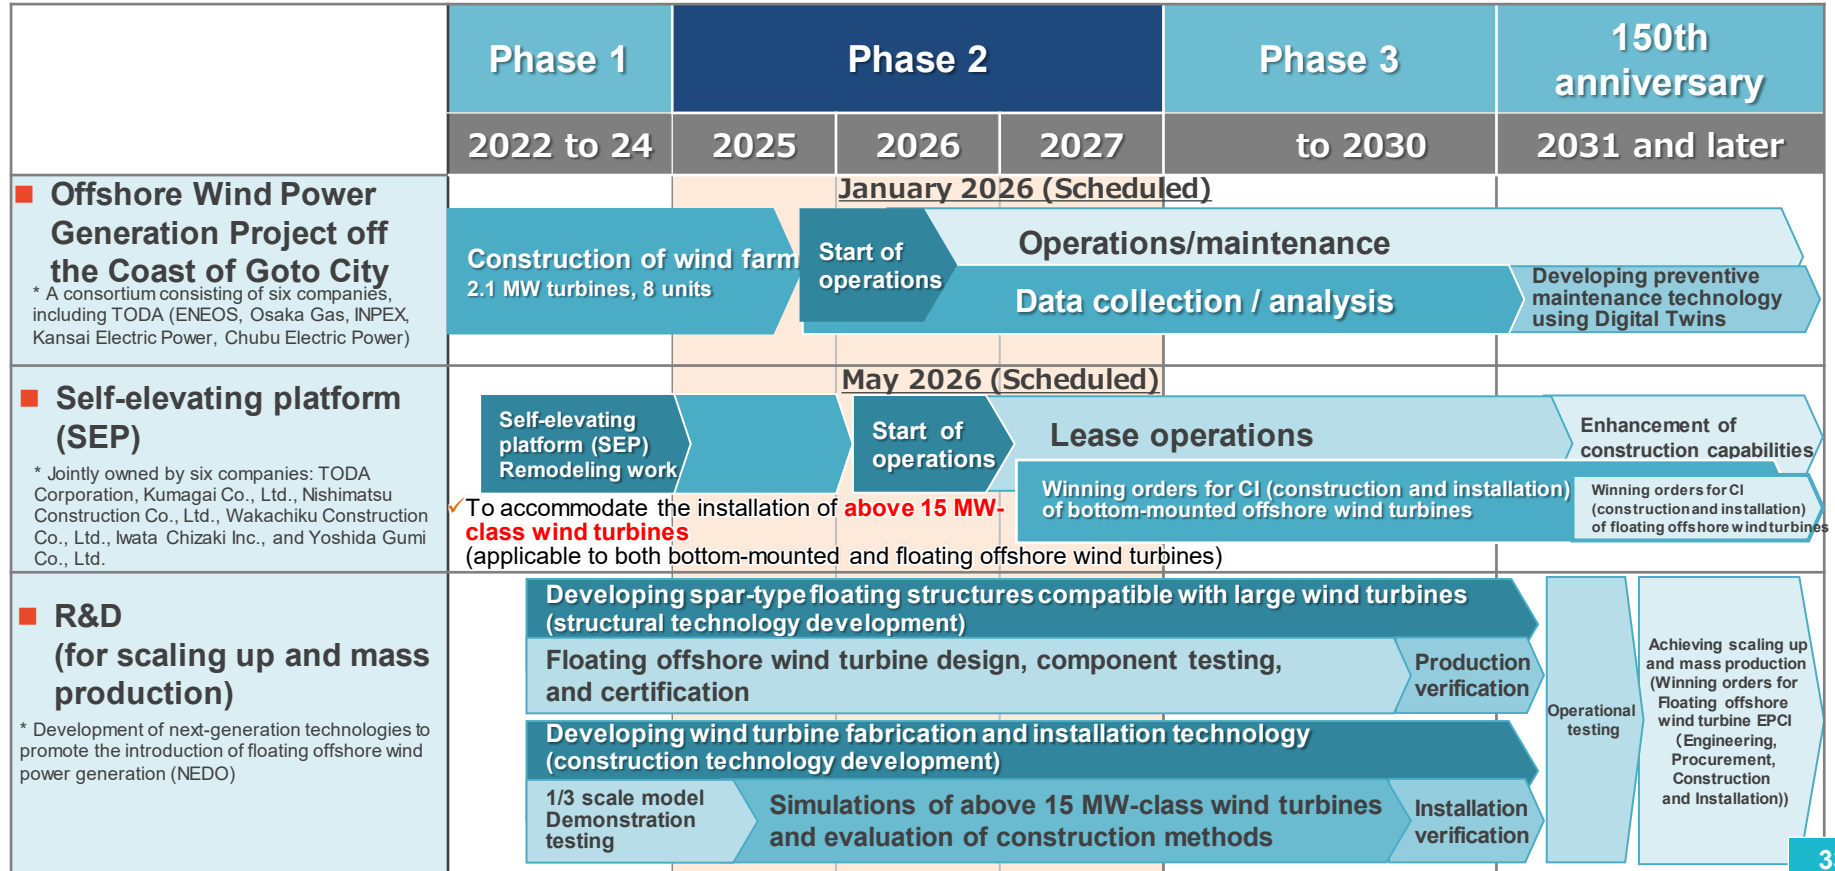 Phase 1
Phase 2
Phase 3
150th
anniversary
2022 to 24
2025
2026
2027
to 2030
2031 and later
Offshore Wind Power
Generation Project off
the Coast of Goto City
* A consortium consisting of six companies,
including TODA (ENEOS, Osaka Gas, INPEX,
Kansai Electric Power, Chubu Electric Power)
January 2026 (Scheduled)
Construction of wind farm
2.1 MW turbines, 8 units
Start of
operations
Operations/maintenance
Data collection / analysis
Developing preventive
maintenance technology
using Digital Twins
Self-elevating platform
(SEP)
* Jointly owned by six companies: TODA
Corporation, Kumagai Co., Ltd., Nishimatsu
Construction Co., Ltd., Wakachiku Construction
Co., Ltd., Iwata Chizaki Inc., and Yoshida Gumi
Co., Ltd.
May 2026 (Scheduled)
Self-elevating
platform (SEP)
Remodeling work
Start of
operations
Lease operations
Enhancement of
construction capabilities
Winning orders for CI (construction and installation)
of bottom-mounted offshore wind turbines
Winning orders for CI
(construction and installation)
of floating offshore wind turbines
✓To accommodate the installation of above 15 MW-
class wind turbines
(applicable to both bottom-mounted and floating offshore wind turbines)
R&D
(for scaling up and mass
production)
* Development of next-generation technologies to
promote the introduction of floating offshore wind
power generation (NEDO)
Developing spar-type floating structures compatible with large wind turbines
(structural technology development)
Floating offshore wind turbine design, component testing,
and certification
Production
verification
Developing wind turbine fabrication and installation technology
(construction technology development)
1/3 scale model
Demonstration
testing
Simulations of above 15 MW-class wind turbines
and evaluation of construction methods
Installation
verification
Operational
testing
Achieving scaling up
and mass production
(Winning orders for
Floating offshore
wind turbine EPCI
(Engineering,
Procurement,
Construction
and Installation))